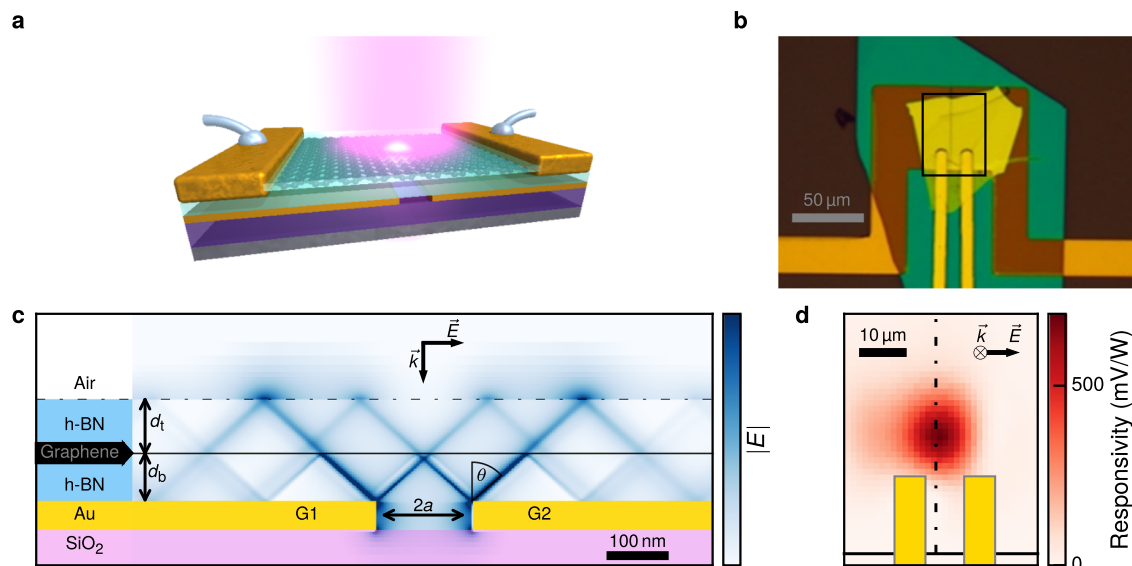 a
b
50 µm
c
k⃗
E⃗
Air
h-BN
d_t
Graphene
h-BN
d_b
θ
Au
G1
2a
G2
SiO₂
100 nm
|E|
d
10 µm
k⃗
E⃗
500
0
Responsivity (mV/W)